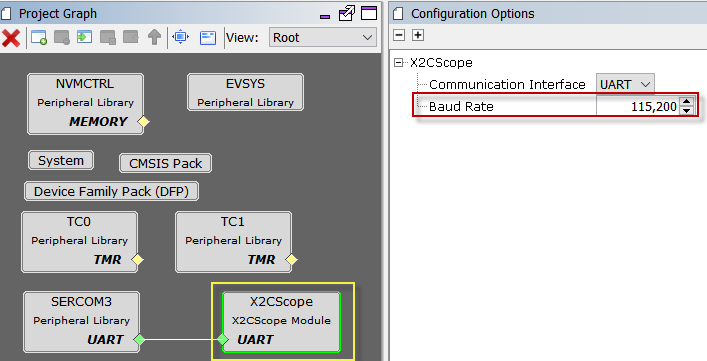 Project Graph
View: Root
NVMCTRL
Peripheral Library
MEMORY
EVSYS
Peripheral Library
System
CMSIS Pack
Device Family Pack (DFP)
TC0
Peripheral Library
TMR
TC1
Peripheral Library
TMR
SERCOM3
Peripheral Library
UART
X2CScope
X2CScope Module
UART
Configuration Options
X2CScope
Communication Interface UART
Baud Rate 115,200